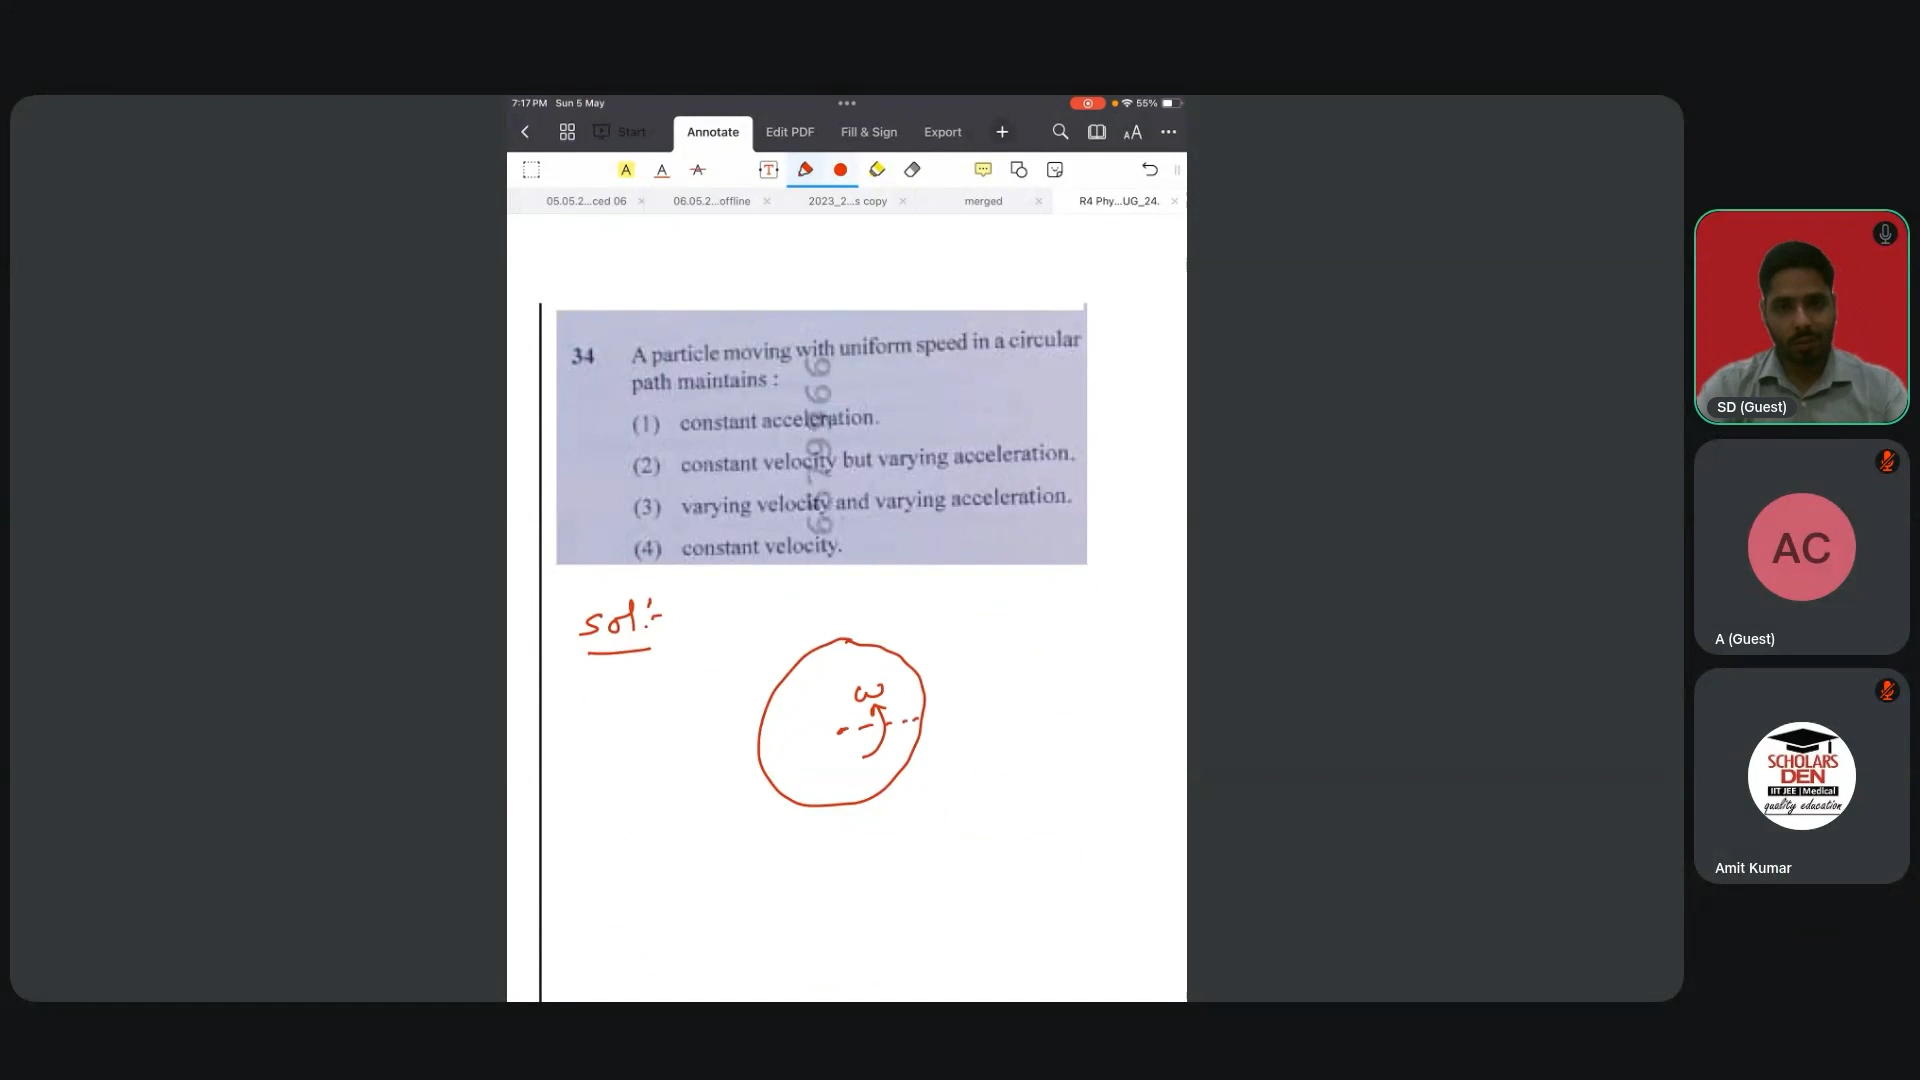 7:17 PM Sun 5 May
55%
Start
Annotate
Edit PDF
Fill & Sign
Export
AA
A A A T
05.05.2...ced 06
06.05.2...offline
2023_2...s copy
merged
R4 Phy...UG_24.
34 A particle moving with uniform speed in a circular
path maintains :
(1) constant acceleration.
(2) constant velocity but varying acceleration.
(3) varying velocity and varying acceleration.
(4) constant velocity.
Sol:-
ω
SD (Guest)
AC
A (Guest)
SCHOLARS
DEN
IIT JEE | Medical
quality education
Amit Kumar